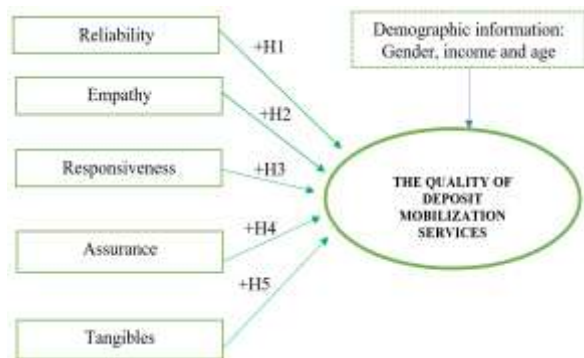 Reliability
Empathy
Responsiveness
Assurance
Tangibles
+H1
+H2
+H3
+H4
+H5
Demographic information:
Gender, income and age
THE QUALITY OF
DEPOSIT
MOBILIZATION
SERVICES